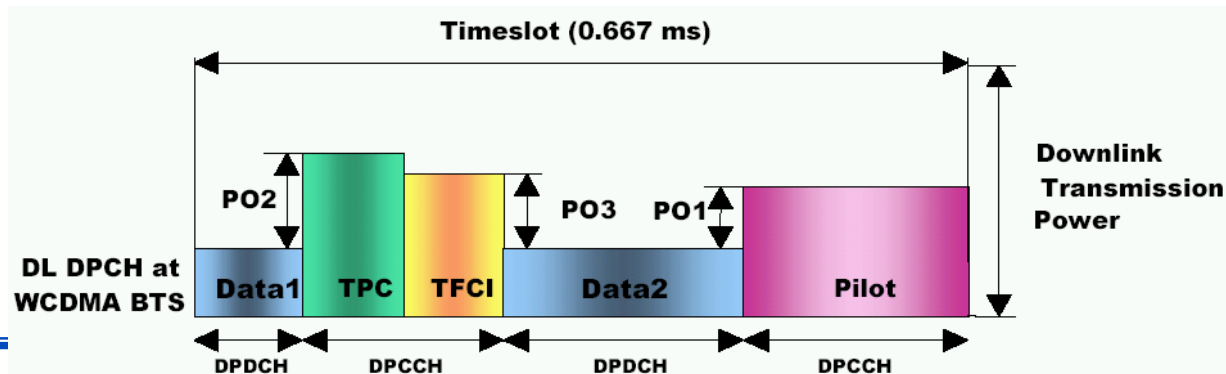 Timeslot (0.667 ms)
Downlink
Transmission
Power
PO2
PO3
PO1
DL DPCH at
WCDMA BTS
Data1
TPC
TFCI
Data2
Pilot
DPDCH
DPCCH
DPDCH
DPCCH